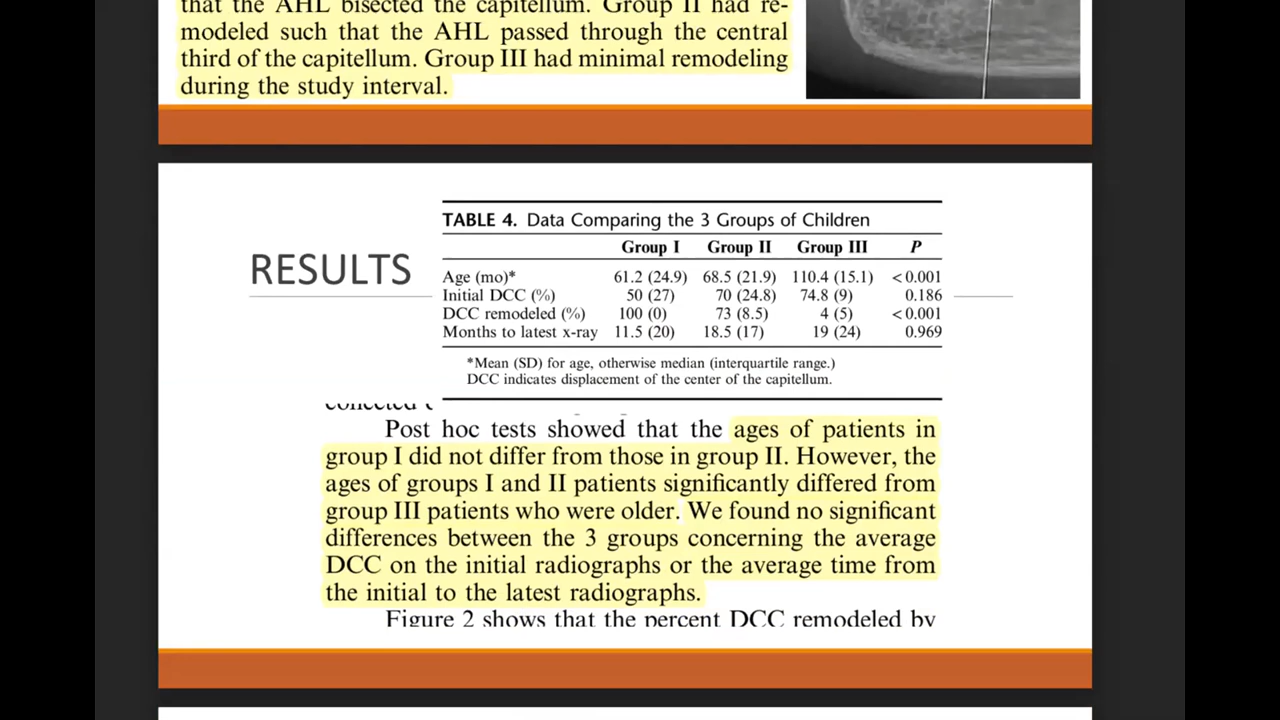 that the AHL bisected the capitellum. Group II had re-
modeled such that the AHL passed through the central
third of the capitellum. Group III had minimal remodeling
during the study interval.
RESULTS
TABLE 4. Data Comparing the 3 Groups of Children
Group I Group II Group III P
Age (mo)* 61.2 (24.9) 68.5 (21.9) 110.4 (15.1) <0.001
Initial DCC (%) 50 (27) 70 (24.8) 74.8 (9) 0.186
DCC remodeled (%) 100 (0) 73 (8.5) 4 (5) <0.001
Months to latest x-ray 11.5 (20) 18.5 (17) 19 (24) 0.969
*Mean (SD) for age, otherwise median (interquartile range.)
DCC indicates displacement of the center of the capitellum.
Post hoc tests showed that the ages of patients in
group I did not differ from those in group II. However, the
ages of groups I and II patients significantly differed from
group III patients who were older. We found no significant
differences between the 3 groups concerning the average
DCC on the initial radiographs or the average time from
the initial to the latest radiographs.
Figure 2 shows that the percent DCC remodeled by